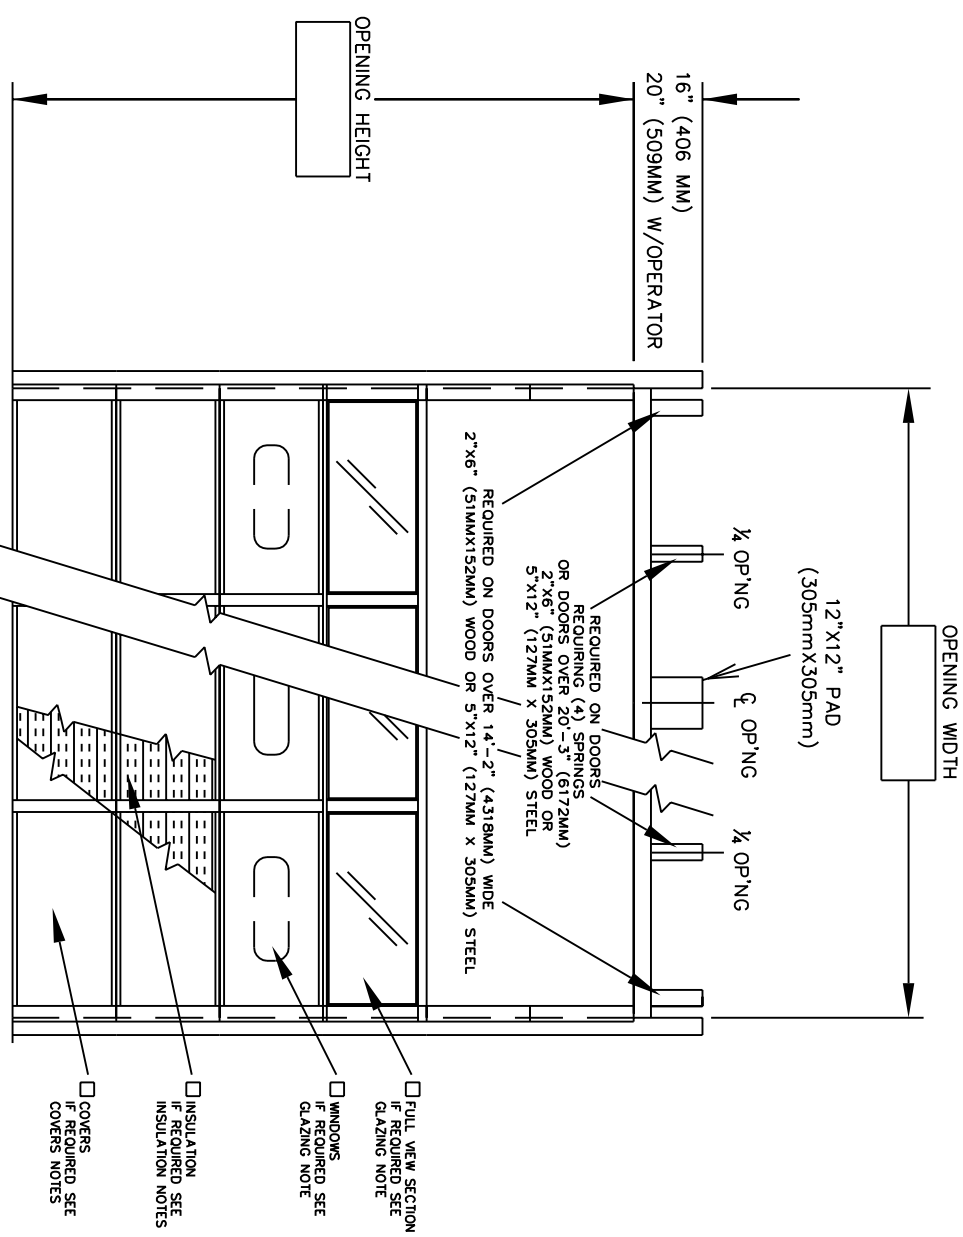 OPENING WIDTH
12"X12" PAD
(305mmX305mm)
¼ OP'NG
℄ OP'NG
¼ OP'NG
16" (406 MM)
20" (509MM) W/OPERATOR
REQUIRED ON DOORS
REQUIRING (4) SPRINGS
OR DOORS OVER 20'-3" (6172MM)
2"X6" (51MMX152MM) WOOD OR
5"X12" (127MM X 305MM) STEEL
REQUIRED ON DOORS OVER 14'-2" (4318MM) WIDE
2"X6" (51MMX152MM) WOOD OR 5"X12" (127MM X 305MM) STEEL
OPENING HEIGHT
FULL VIEW SECTION
IF REQUIRED SEE
GLAZING NOTE
WINDOWS
IF REQUIRED SEE
GLAZING NOTE
INSULATION
IF REQUIRED SEE
INSULATION NOTES
COVERS
IF REQUIRED SEE
COVERS NOTES